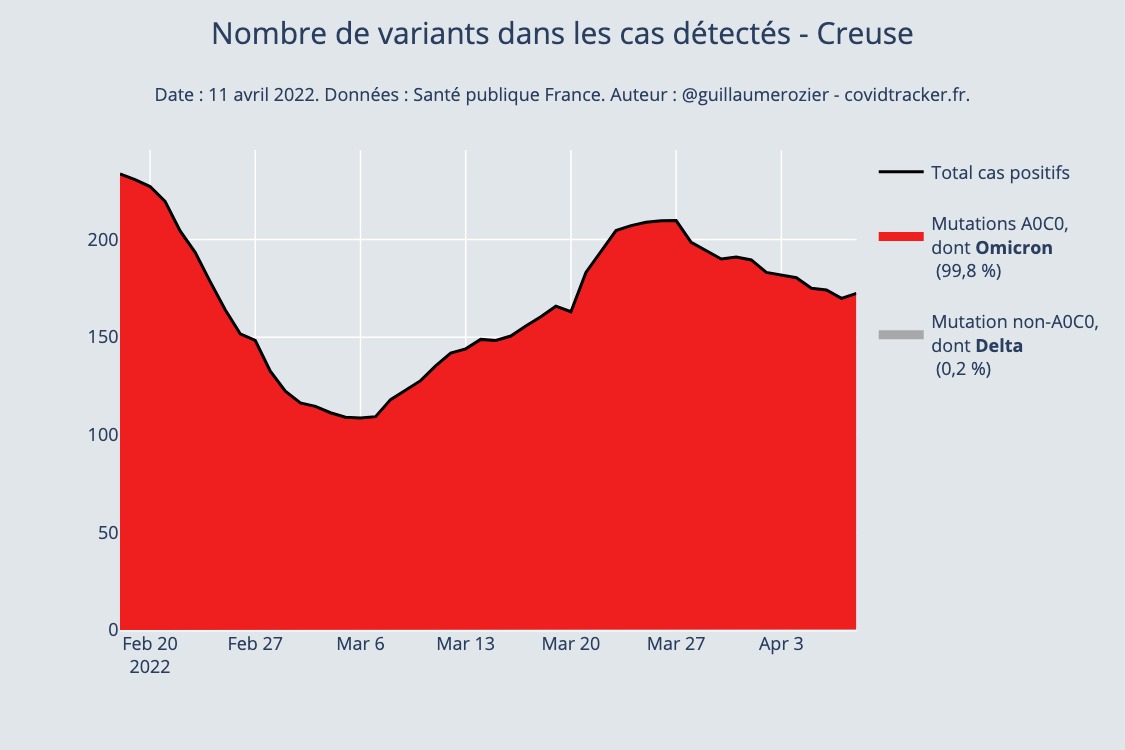 Nombre de variants dans les cas détectés - Creuse
Date : 11 avril 2022. Données : Santé publique France. Auteur : @guillaumerozier - covidtracker.fr.
Total cas positifs
Mutations A0C0,
dont Omicron
(99,8 %)
Mutation non-A0C0,
dont Delta
(0,2 %)
200
150
100
50
0
Feb 20
2022
Feb 27
Mar 6
Mar 13
Mar 20
Mar 27
Apr 3